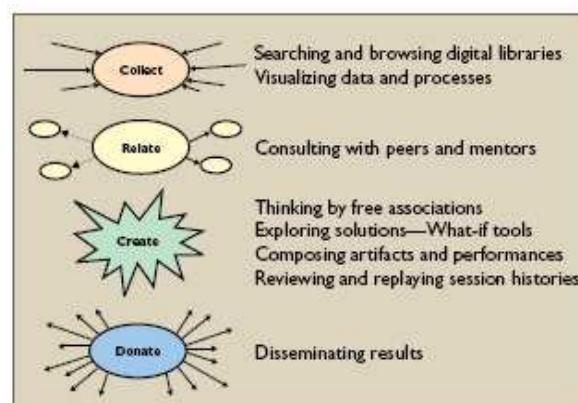 Collect
Searching and browsing digital libraries
Visualizing data and processes
Relate
Consulting with peers and mentors
Create
Thinking by free associations
Exploring solutions—What-if tools
Composing artifacts and performances
Reviewing and replaying session histories
Donate
Disseminating results